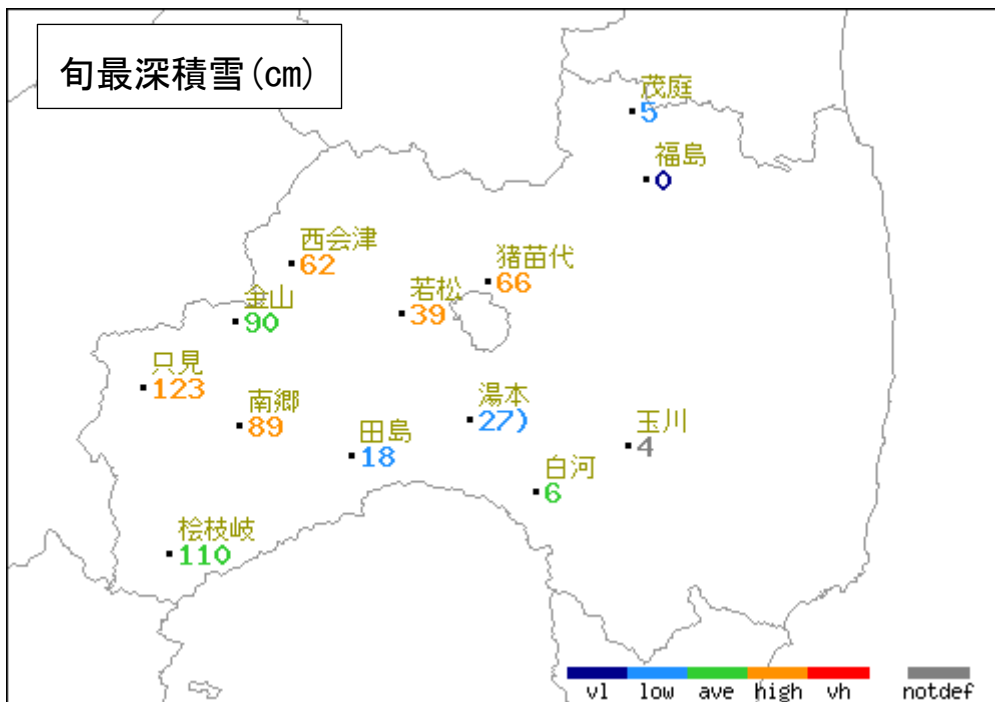 旬最深積雪(cm)
茂庭
5
福島
0
西会津
62
猪苗代
66
若松
39
金山
90
只見
123
南郷
89
湯本
27)
田島
18
玉川
4
白河
6
桧枝岐
110
vl low ave high vh notdef